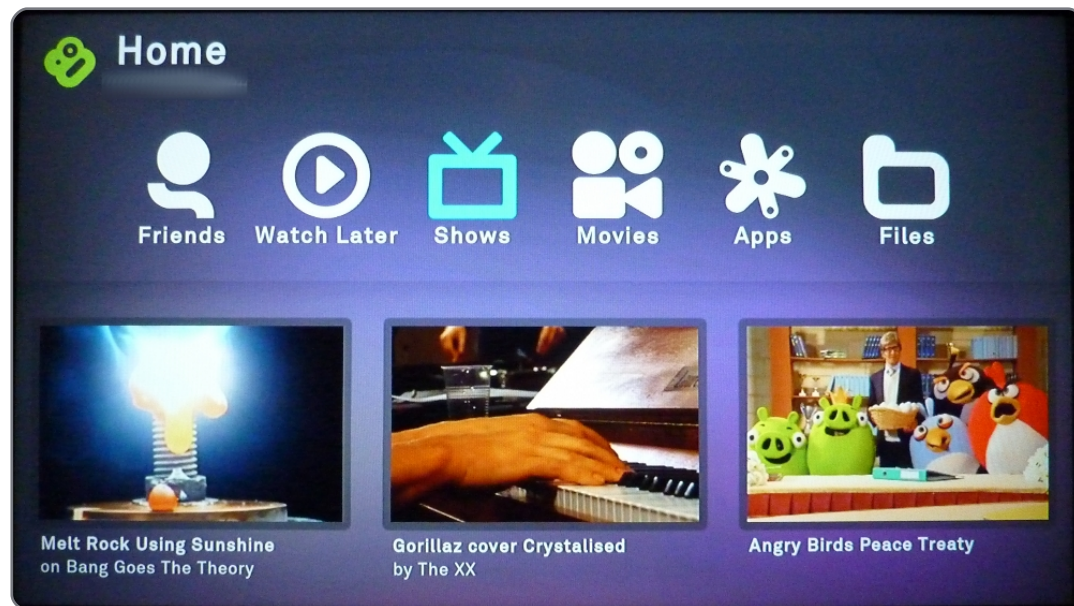 Home
Friends
Watch Later
Shows
Movies
Apps
Files
Melt Rock Using Sunshine
on Bang Goes The Theory
Gorillaz cover Crystalised
by The XX
Angry Birds Peace Treaty